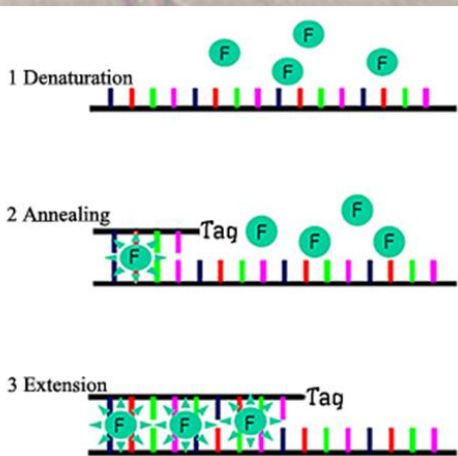 F
F
F
F
1 Denaturation
F
2 Annealing
Tag F
F
F
F
3 Extension
Tag
F F F